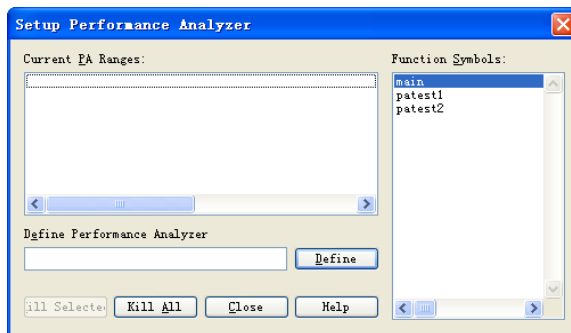 Setup Performance Analyzer
Current PA Ranges:
Function Symbols:
main
patest1
patest2
Define Performance Analyzer
Define
ill Selecte
Kill All
Close
Help